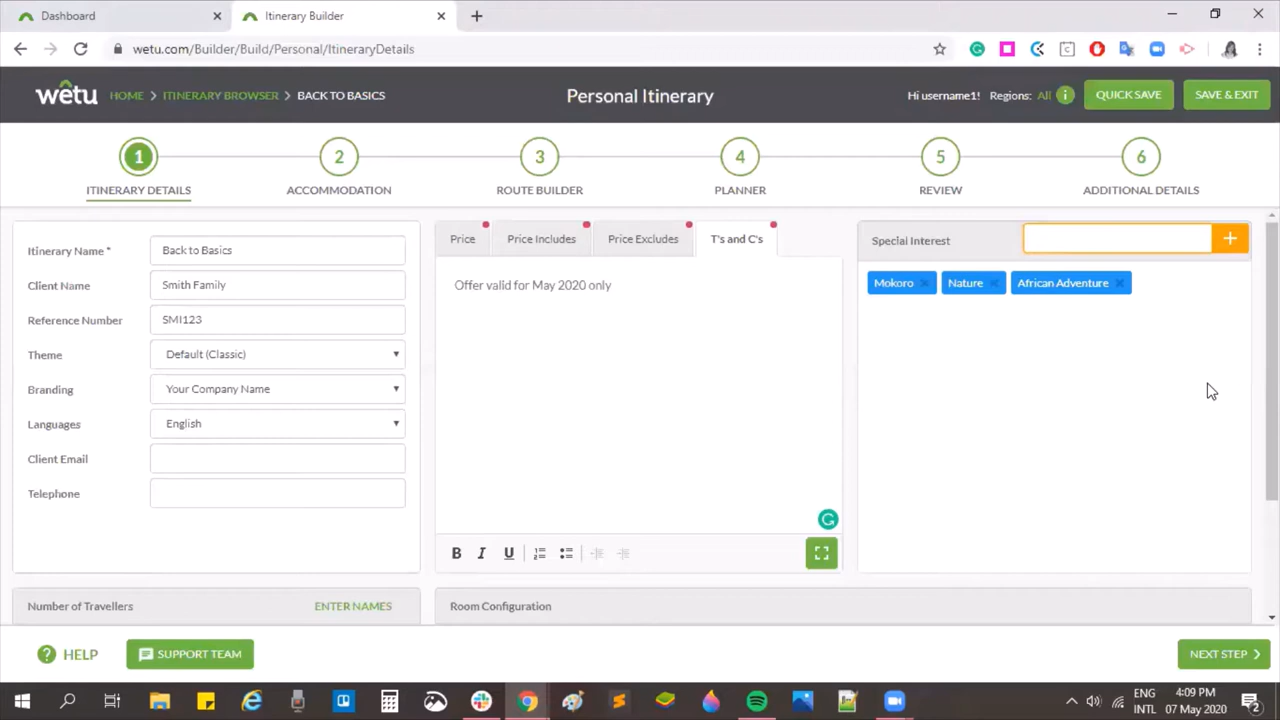 Dashboard
Itinerary Builder
wetu.com/Builder/Build/Personal/ItineraryDetails
wetu
HOME > ITINERARY BROWSER > BACK TO BASICS
Personal Itinerary
Hi username1! Regions: All i
QUICK SAVE
SAVE & EXIT
1 2 3 4 5 6
ITINERARY DETAILS ACCOMMODATION ROUTE BUILDER PLANNER REVIEW ADDITIONAL DETAILS
Itinerary Name * Back to Basics
Client Name Smith Family
Reference Number SMI123
Theme Default (Classic)
Branding Your Company Name
Languages English
Client Email
Telephone
Price Price Includes Price Excludes T's and C's
Offer valid for May 2020 only
B I U
Special Interest +
Mokoro × Nature × African Adventure ×
Number of Travellers ENTER NAMES
Room Configuration
? HELP
SUPPORT TEAM
NEXT STEP >
ENG
INTL
4:09 PM
07 May 2020
2